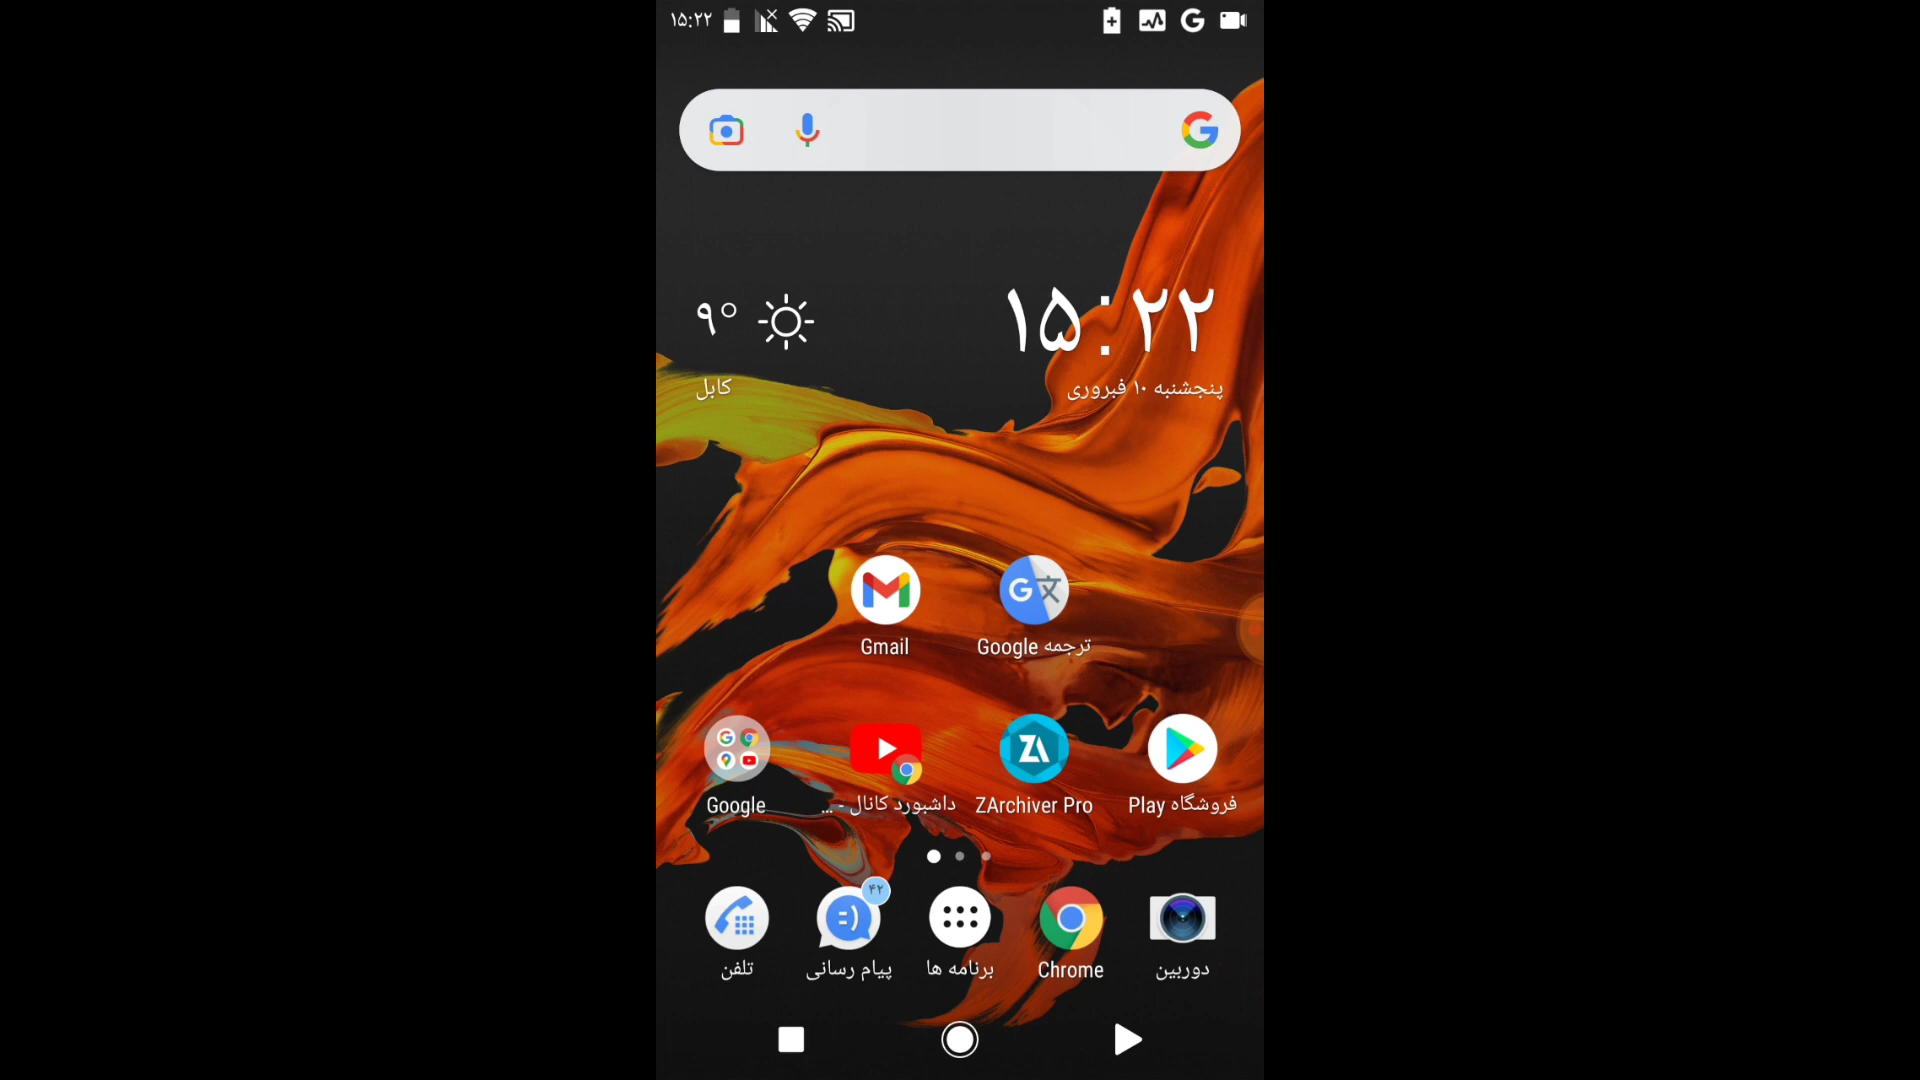 ۱۵:۲۲
۱۵:۲۲
۹°
پنجشنبه ۱۰ فبروری
کابل
Gmail
ترجمه Google
Google
داشبورد کانال - ...
ZArchiver Pro
فروشگاه Play
۴۲
تلفن
پیام رسانی
برنامه ها
Chrome
دوربین